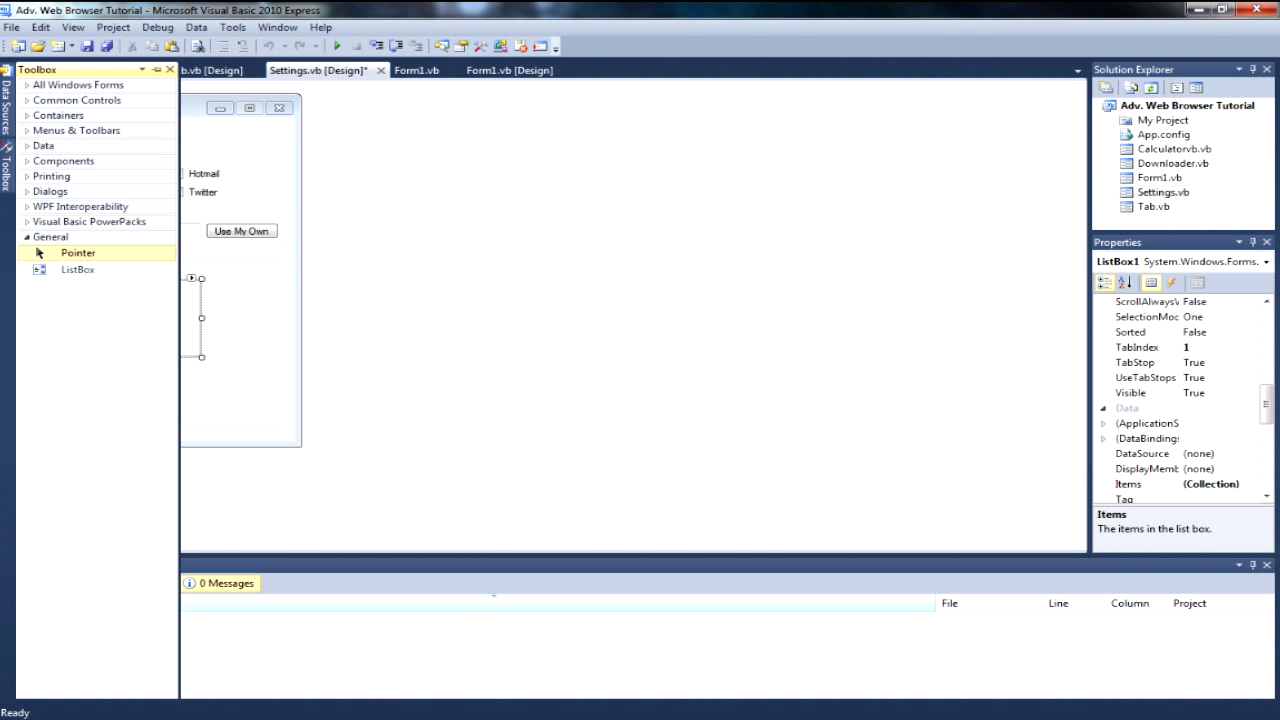 Adv. Web Browser Tutorial - Microsoft Visual Basic 2010 Express
File Edit View Project Debug Data Tools Window Help
Toolbox
b.vb [Design] Settings.vb [Design]* Form1.vb Form1.vb [Design]
Data Sources
Toolbox
All Windows Forms
Common Controls
Containers
Menus & Toolbars
Data
Components
Printing
Dialogs
WPF Interoperability
Visual Basic PowerPacks
General
Pointer
ListBox
Hotmail
Twitter
Use My Own
Solution Explorer
Adv. Web Browser Tutorial
My Project
App.config
Calculatorvb.vb
Downloader.vb
Form1.vb
Settings.vb
Tab.vb
Properties
ListBox1 System.Windows.Forms.
ScrollAlwaysV False
SelectionMoc One
Sorted False
TabIndex 1
TabStop True
UseTabStops True
Visible True
Data
(ApplicationS
(DataBindings
DataSource (none)
DisplayMemb (none)
Items (Collection)
Tag
Items
The items in the list box.
0 Messages
File Line Column Project
Ready